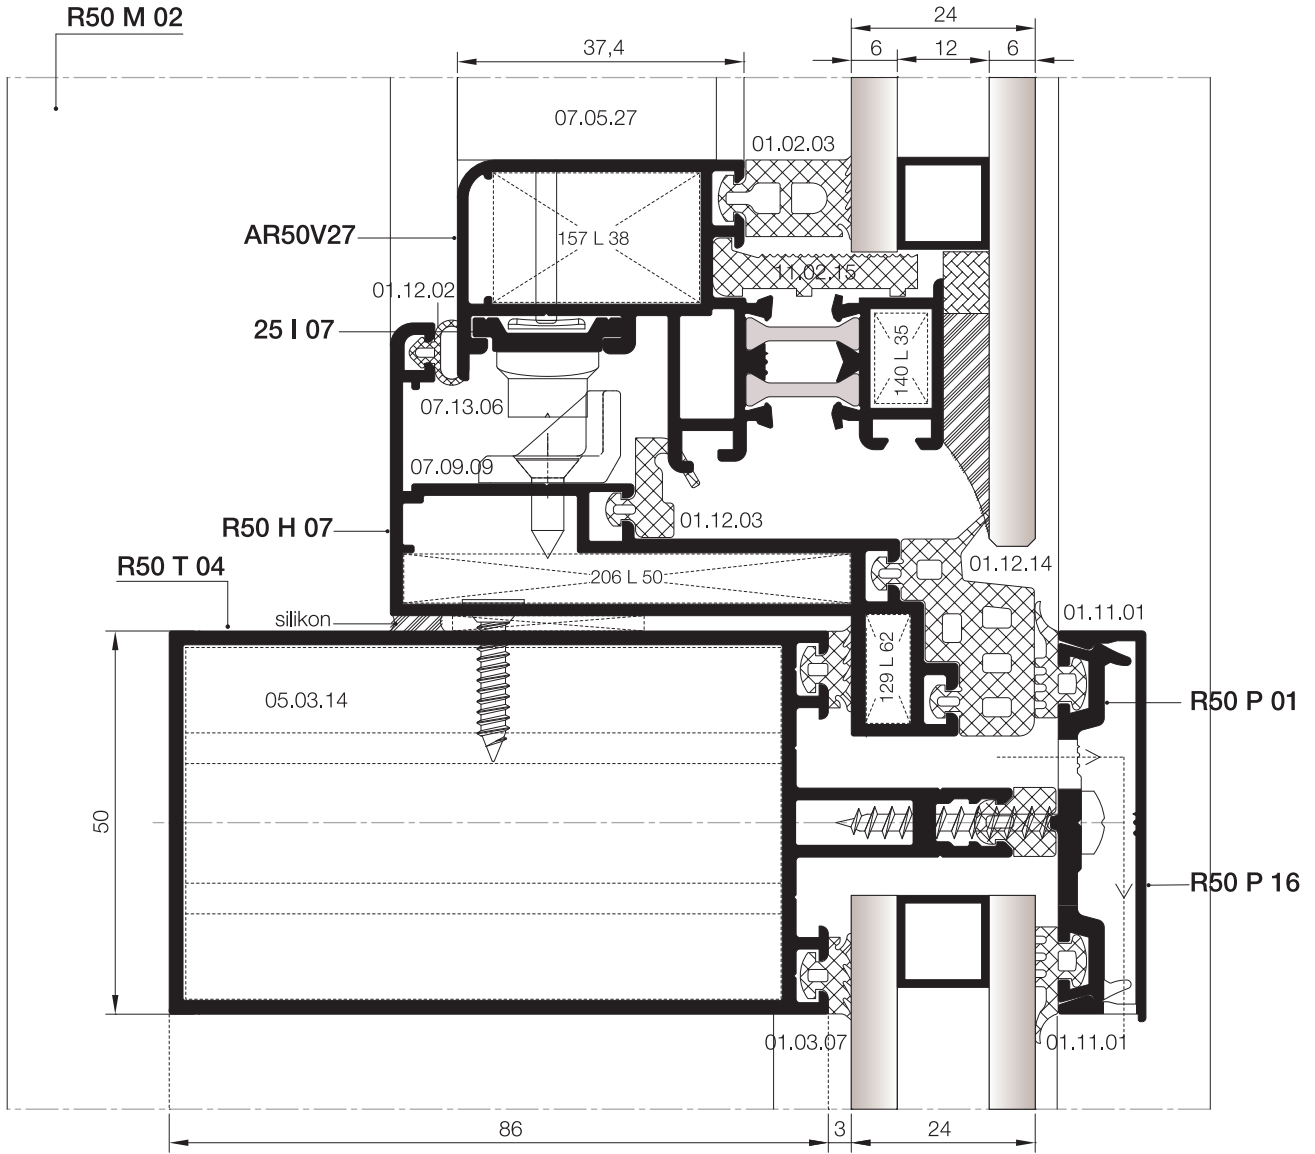 R50 M 02
24
37,4
6
12
6
07.05.27
01.02.03
AR50V27
157 L 38
11.02.15
01.12.02
25 I 07
140 L 35
07.13.06
07.09.09
R50 H 07
01.12.03
R50 T 04
206 L 50
01.12.14
silikon
01.11.01
129 L 62
05.03.14
R50 P 01
50
R50 P 16
01.03.07
01.11.01
86
3
24